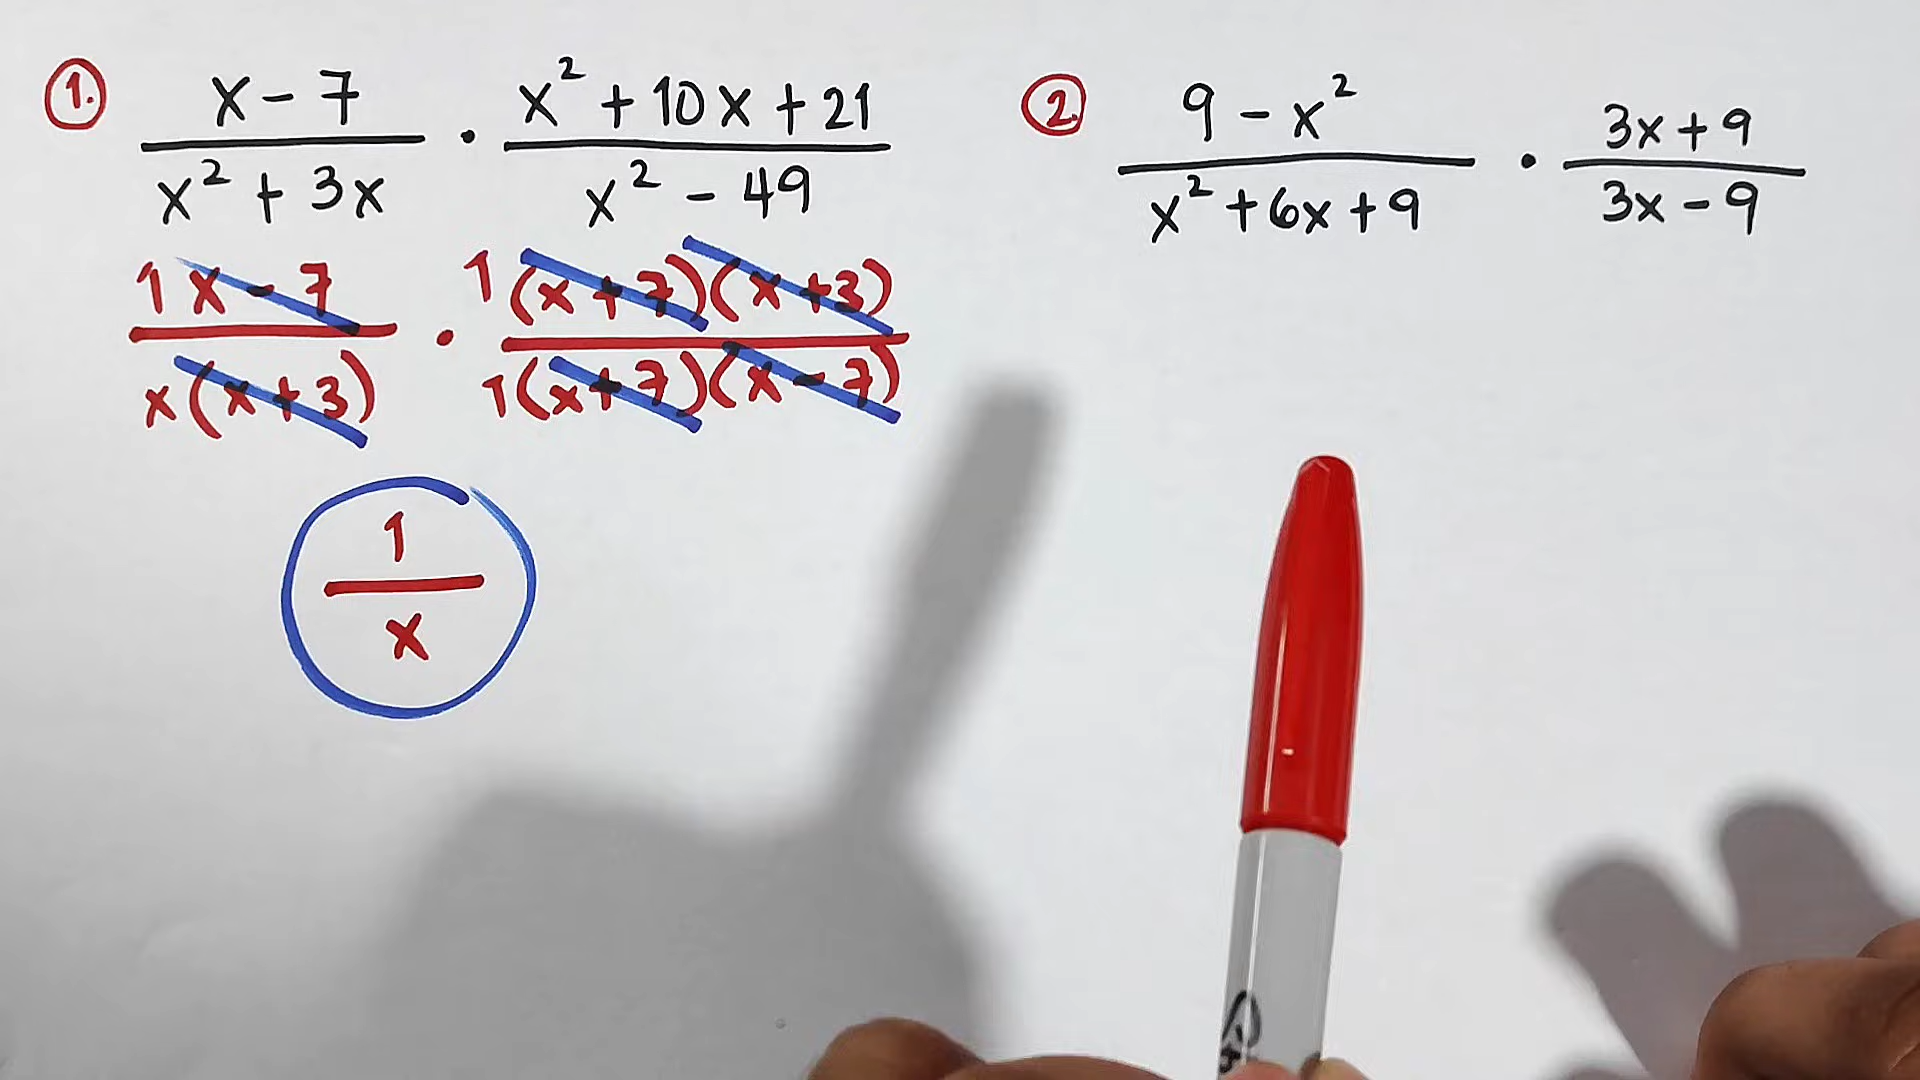 1. x - 7 / x² + 3x · x² + 10x + 21 / x² - 49
1 x - 7 / x(x + 3) · 1(x + 7)(x + 3) / 1(x + 7)(x - 7)
1 / x
2. 9 - x² / x² + 6x + 9 · 3x + 9 / 3x - 9